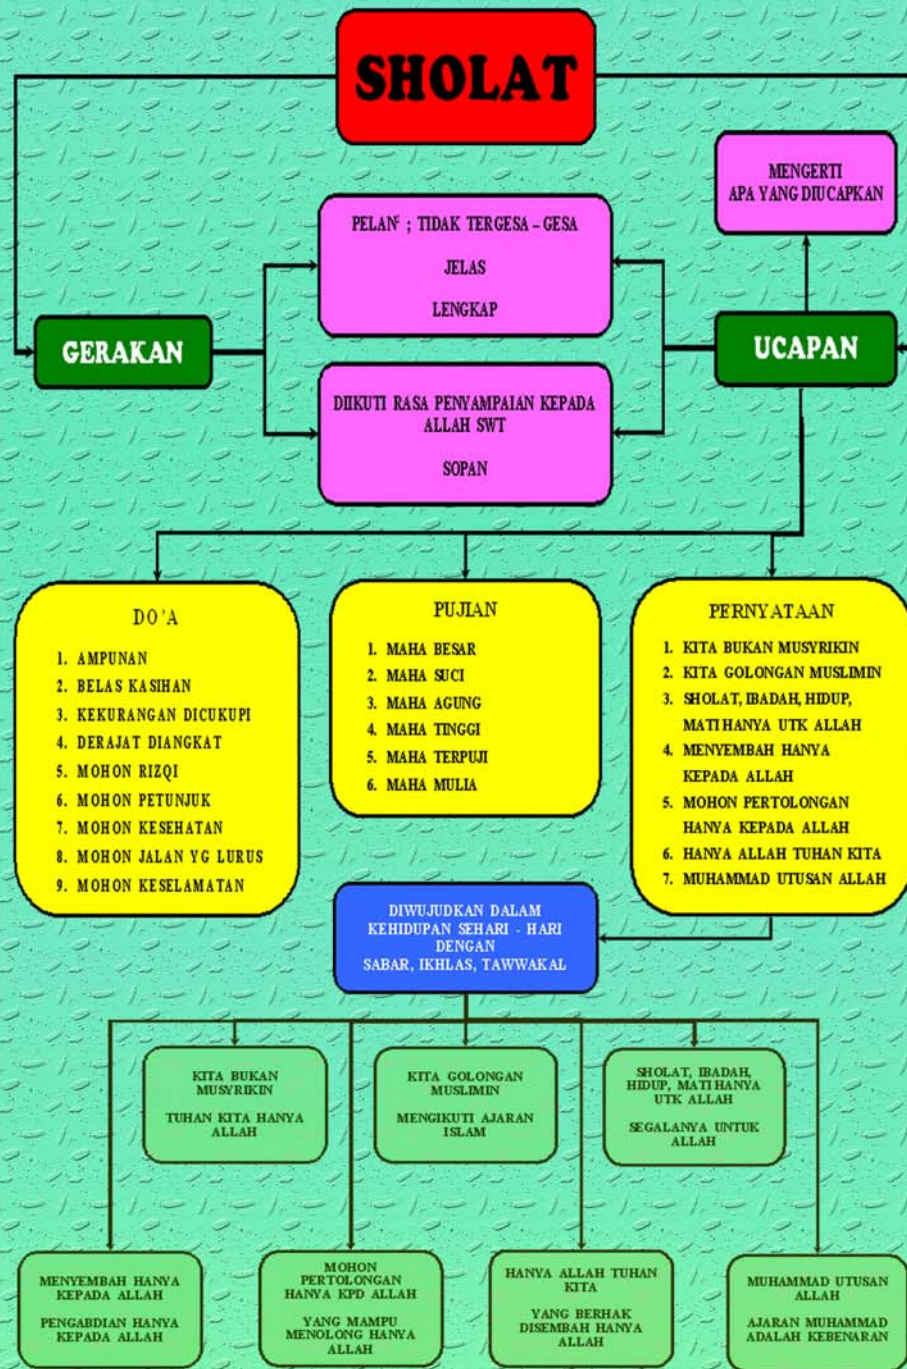 SHOLAT
MENGERTI
APA YANG DIUCAPKAN
PELAN² ; TIDAK TERGESA – GESA
JELAS
LENGKAP
GERAKAN
UCAPAN
DIIKUTI RASA PENYAMPAIAN KEPADA
ALLAH SWT
SOPAN
DO'A
1. AMPUNAN
2. BELAS KASIHAN
3. KEKURANGAN DICUKUPI
4. DERAJAT DIANGKAT
5. MOHON RIZQI
6. MOHON PETUNJUK
7. MOHON KESEHATAN
8. MOHON JALAN YG LURUS
9. MOHON KESELAMATAN
PUJIAN
1. MAHA BESAR
2. MAHA SUCI
3. MAHA AGUNG
4. MAHA TINGGI
5. MAHA TERPUJI
6. MAHA MULIA
PERNYATAAN
1. KITA BUKAN MUSYRIKIN
2. KITA GOLONGAN MUSLIMIN
3. SHOLAT, IBADAH, HIDUP,
MATI HANYA UTK ALLAH
4. MENYEMBAH HANYA
KEPADA ALLAH
5. MOHON PERTOLONGAN
HANYA KEPADA ALLAH
6. HANYA ALLAH TUHAN KITA
7. MUHAMMAD UTUSAN ALLAH
DIWUJUDKAN DALAM
KEHIDUPAN SEHARI - HARI
DENGAN
SABAR, IKHLAS, TAWWAKAL
KITA BUKAN
MUSYRIKIN
TUHAN KITA HANYA
ALLAH
KITA GOLONGAN
MUSLIMIN
MENGIKUTI AJARAN
ISLAM
SHOLAT, IBADAH,
HIDUP, MATI HANYA
UTK ALLAH
SEGALANYA UNTUK
ALLAH
MENYEMBAH HANYA
KEPADA ALLAH
PENGABDIAN HANYA
KEPADA ALLAH
MOHON
PERTOLONGAN
HANYA KPD ALLAH
YANG MAMPU
MENOLONG HANYA
ALLAH
HANYA ALLAH TUHAN
KITA
YANG BERHAK
DISEMBAH HANYA
ALLAH
MUHAMMAD UTUSAN
ALLAH
AJARAN MUHAMMAD
ADALAH KEBENARAN